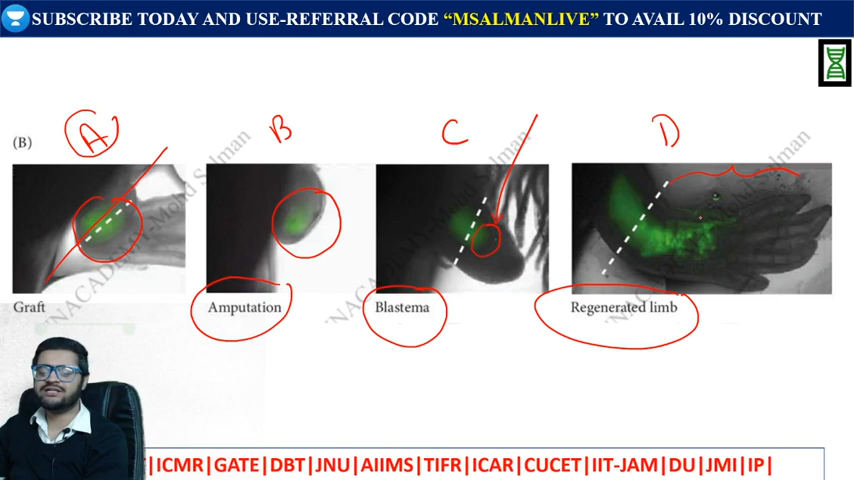 SUBSCRIBE TODAY AND USE-REFERRAL CODE “MSALMANLIVE” TO AVAIL 10% DISCOUNT
A B C D
(B)
Graft Amputation Blastema Regenerated limb
|ICMR|GATE|DBT|JNU|AIIMS|TIFR|ICAR|CUCET|IIT-JAM|DU|JMI|IP|